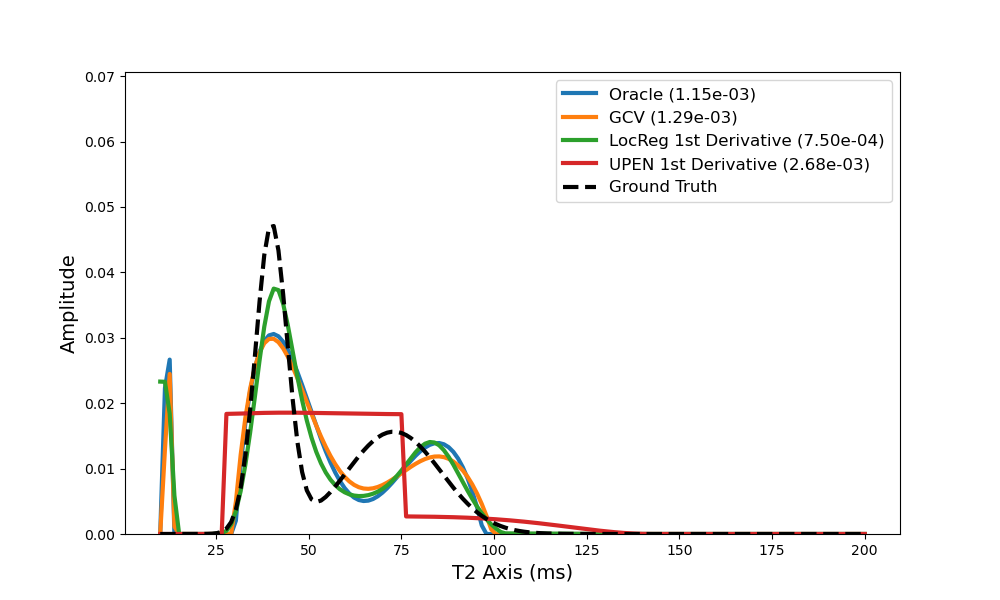 Oracle (1.15e-03)
GCV (1.29e-03)
LocReg 1st Derivative (7.50e-04)
UPEN 1st Derivative (2.68e-03)
Ground Truth
Amplitude
0.07
0.06
0.05
0.04
0.03
0.02
0.01
0.00
25 50 75 100 125 150 175 200
T2 Axis (ms)